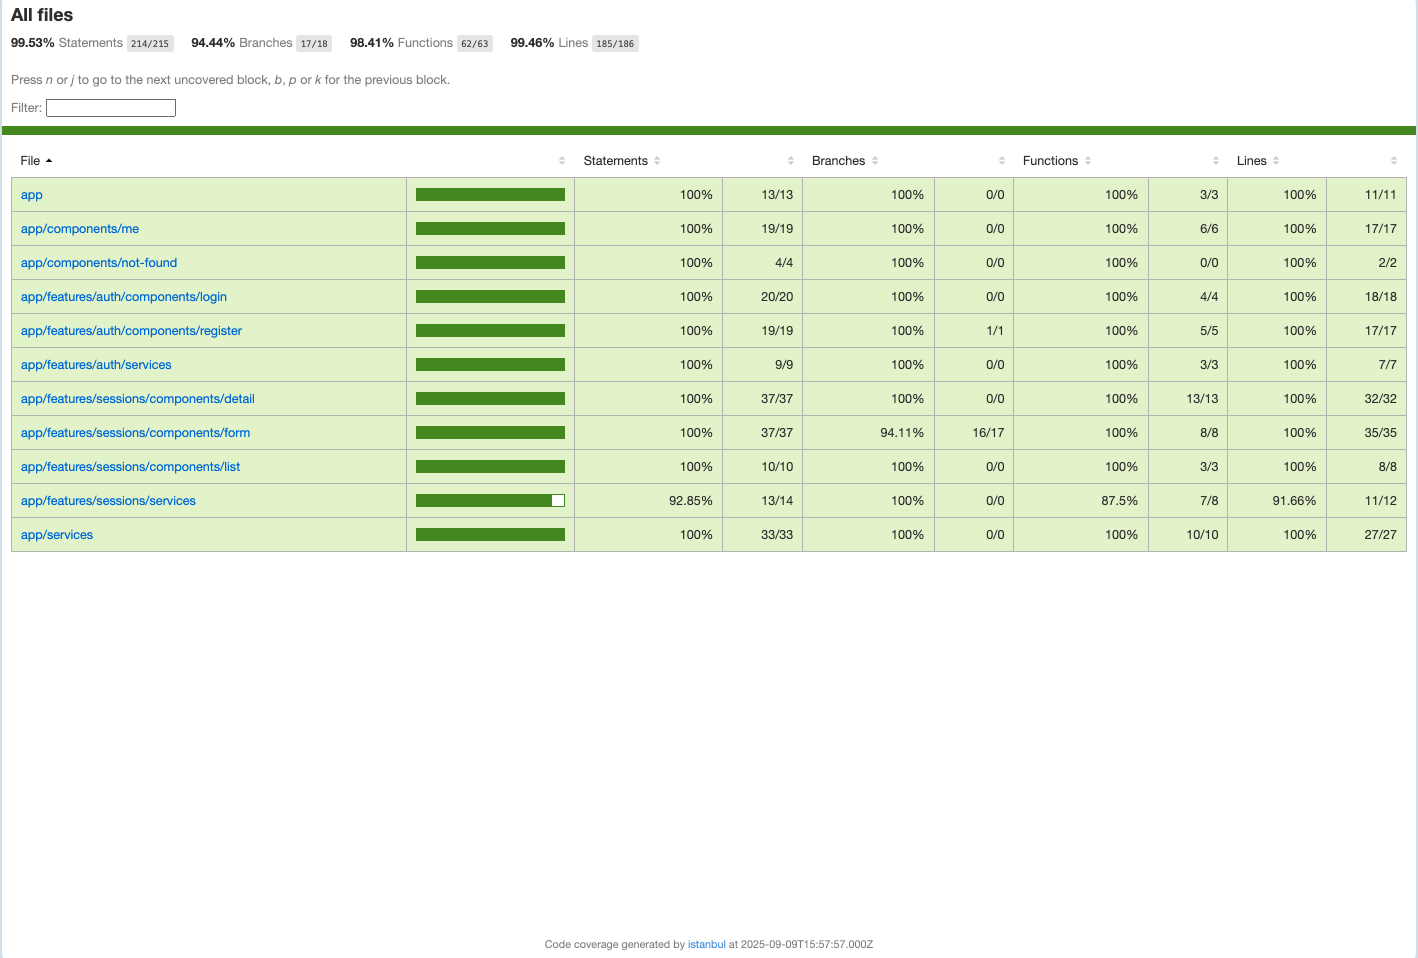 All files
99.53% Statements 214/215 94.44% Branches 17/18 98.41% Functions 62/63 99.46% Lines 185/186
Press n or j to go to the next uncovered block, b, p or k for the previous block.
Filter:
File Statements Branches Functions Lines
app 100% 13/13 100% 0/0 100% 3/3 100% 11/11
app/components/me 100% 19/19 100% 0/0 100% 6/6 100% 17/17
app/components/not-found 100% 4/4 100% 0/0 100% 0/0 100% 2/2
app/features/auth/components/login 100% 20/20 100% 0/0 100% 4/4 100% 18/18
app/features/auth/components/register 100% 19/19 100% 1/1 100% 5/5 100% 17/17
app/features/auth/services 100% 9/9 100% 0/0 100% 3/3 100% 7/7
app/features/sessions/components/detail 100% 37/37 100% 0/0 100% 13/13 100% 32/32
app/features/sessions/components/form 100% 37/37 94.11% 16/17 100% 8/8 100% 35/35
app/features/sessions/components/list 100% 10/10 100% 0/0 100% 3/3 100% 8/8
app/features/sessions/services 92.85% 13/14 100% 0/0 87.5% 7/8 91.66% 11/12
app/services 100% 33/33 100% 0/0 100% 10/10 100% 27/27
Code coverage generated by istanbul at 2025-09-09T15:57:57.000Z